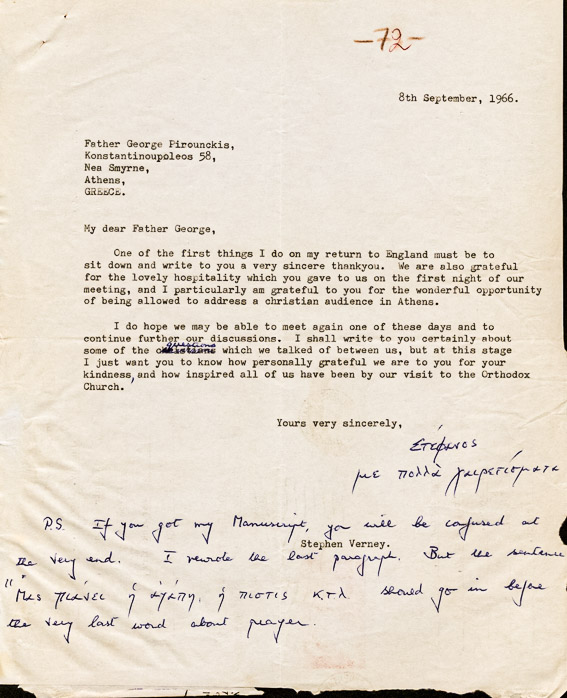 -72-
8th September, 1966.
Father George Pirounckis,
Konstantinoupoleos 58,
Nea Smyrne,
Athens,
GREECE.
My dear Father George,
One of the first things I do on my return to England must be to
sit down and write to you a very sincere thankyou. We are also grateful
for the lovely hospitality which you gave to us on the first night of our
meeting, and I particularly am grateful to you for the wonderful opportunity
of being allowed to address a christian audience in Athens.
I do hope we may be able to meet again one of these days and to
continue further our discussions. I shall write to you certainly about
some of the questions which we talked of between us, but at this stage
I just want you to know how personally grateful we are to you for your
kindness, and how inspired all of us have been by our visit to the Orthodox
Church.
Yours very sincerely,
Στέφανος
με πολλὰ χαιρετίσματα
P.S. If you got my Manuscript, you will be confused at
Stephen Verney.
the very end. I rewrote the last paragraph. But the sentence
"Μας πιάνει ἡ ἀγάπη, ἡ πιστις κτλ should go in before
the very last word about prayer.